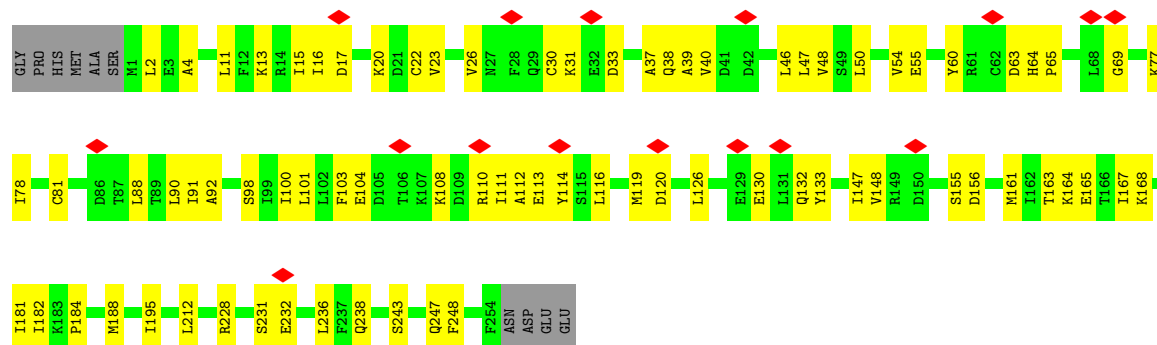 GLY PRO HIS MET ALA SER M1 L2 E3 A4 L11 F12 K13 R14 I15 I16 D17 K20 D21 C22 V23 V26 N27 F28 Q29 C30 K31 E32 D33 A37 Q38 A39 V40 D41 D42 L46 L47 V48 S49 L50 V54 E55 Y60 R61 C62 D63 H64 P65 L68 G69 K77
I78 C81 D86 T87 L88 T89 L90 I91 A92 S98 I99 I100 L101 L102 F103 E104 D105 T106 K107 K108 D109 R110 I111 A112 E113 Y114 S115 L116 M119 D120 L126 E129 E130 L131 Q132 Y133 I147 V148 R149 D150 S155 D156 M161 I162 T163 K164 E165 T166 I167 K168
I181 I182 K183 P184 M188 I195 L212 R228 S231 E232 L236 F237 Q238 S243 Q247 F248 F254 ASN ASP GLU GLU